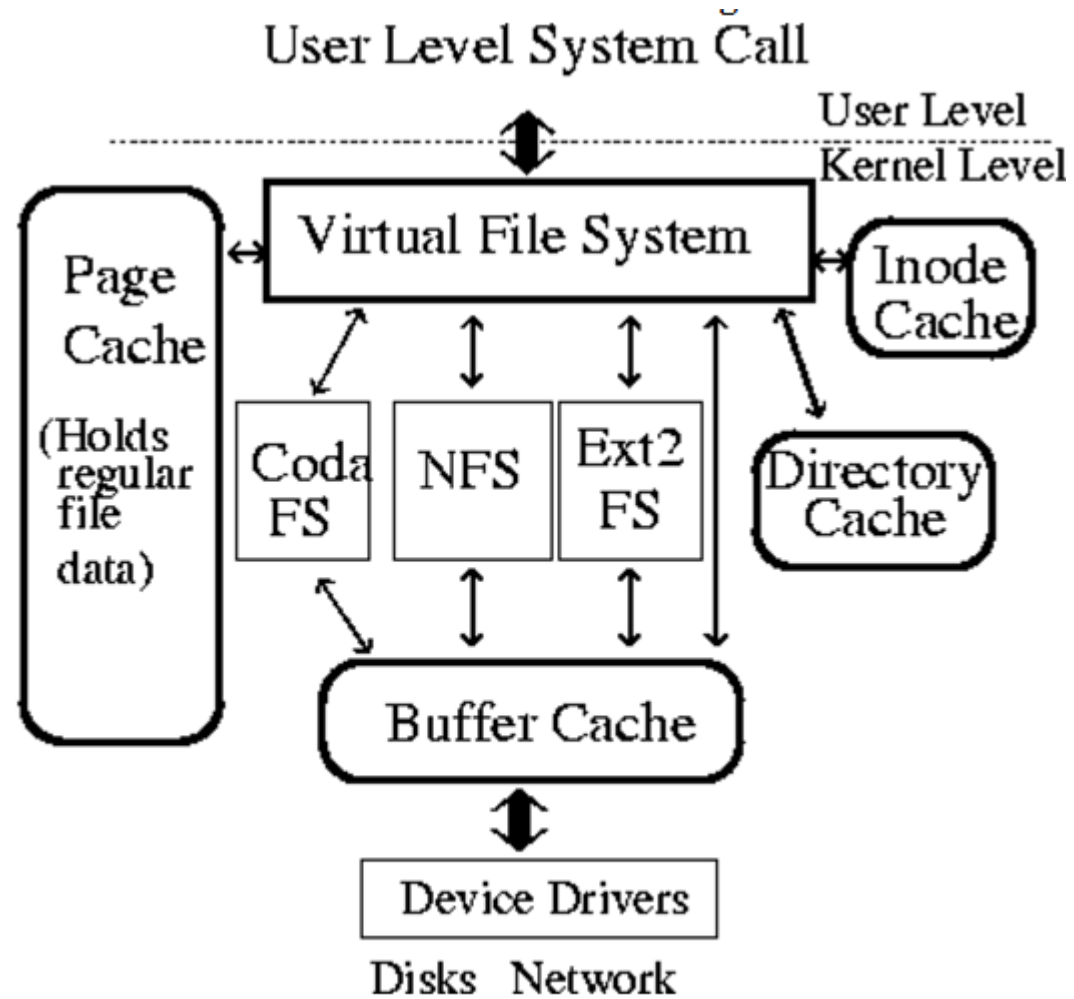 User Level System Call
User Level
Kernel Level
Virtual File System
Page
Cache
(Holds
regular
file
data)
Inode
Cache
Coda
FS
NFS
Ext2
FS
Directory
Cache
Buffer Cache
Device Drivers
Disks Network